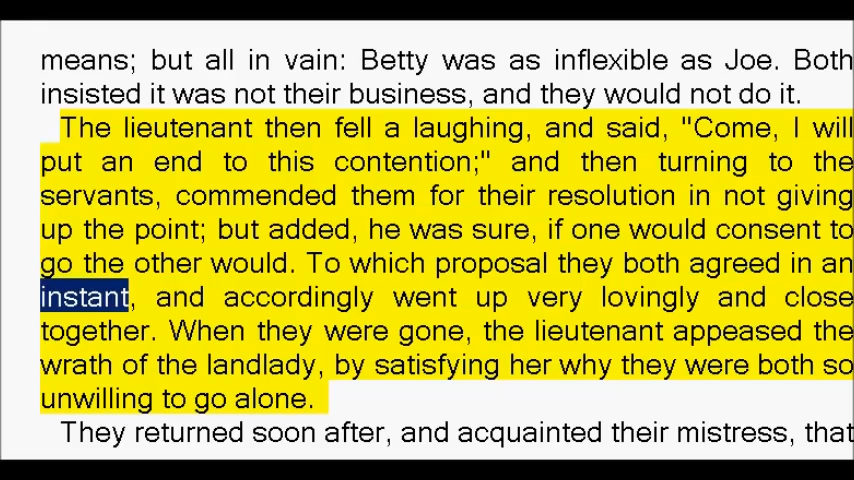 means; but all in vain: Betty was as inflexible as Joe. Both
insisted it was not their business, and they would not do it.
The lieutenant then fell a laughing, and said, "Come, I will
put an end to this contention;" and then turning to the
servants, commended them for their resolution in not giving
up the point; but added, he was sure, if one would consent to
go the other would. To which proposal they both agreed in an
instant, and accordingly went up very lovingly and close
together. When they were gone, the lieutenant appeased the
wrath of the landlady, by satisfying her why they were both so
unwilling to go alone.
They returned soon after, and acquainted their mistress, that